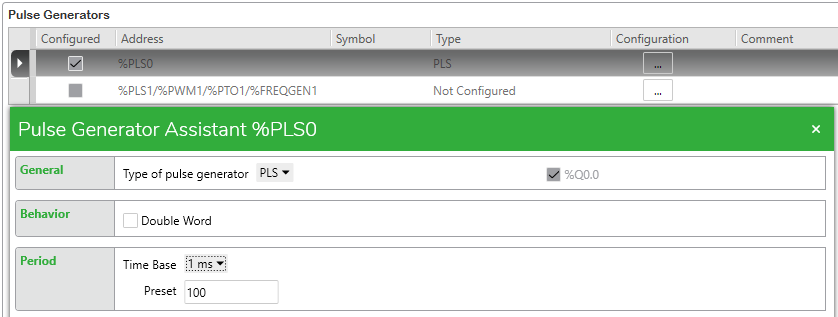 Pulse Generators
Configured Address Symbol Type Configuration Comment
%PLS0 PLS ...
%PLS1/%PWM1/%PTO1/%FREQGEN1 Not Configured ...
Pulse Generator Assistant %PLS0 ×
General Type of pulse generator PLS %Q0.0
Behavior Double Word
Period Time Base 1 ms
Preset 100